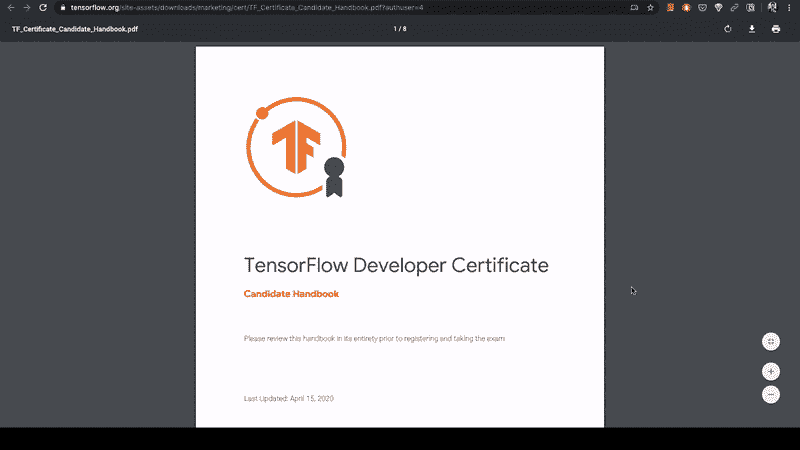 tensorflow.org/site-assets/downloads/marketing/cert/TF_Certificate_Candidate_Handbook.pdf?authuser=4
TF_Certificate_Candidate_Handbook.pdf
1 / 8
TF
TensorFlow Developer Certificate
Candidate Handbook
Please review this handbook in its entirety prior to registering and taking the exam
Last Updated: April 15, 2020